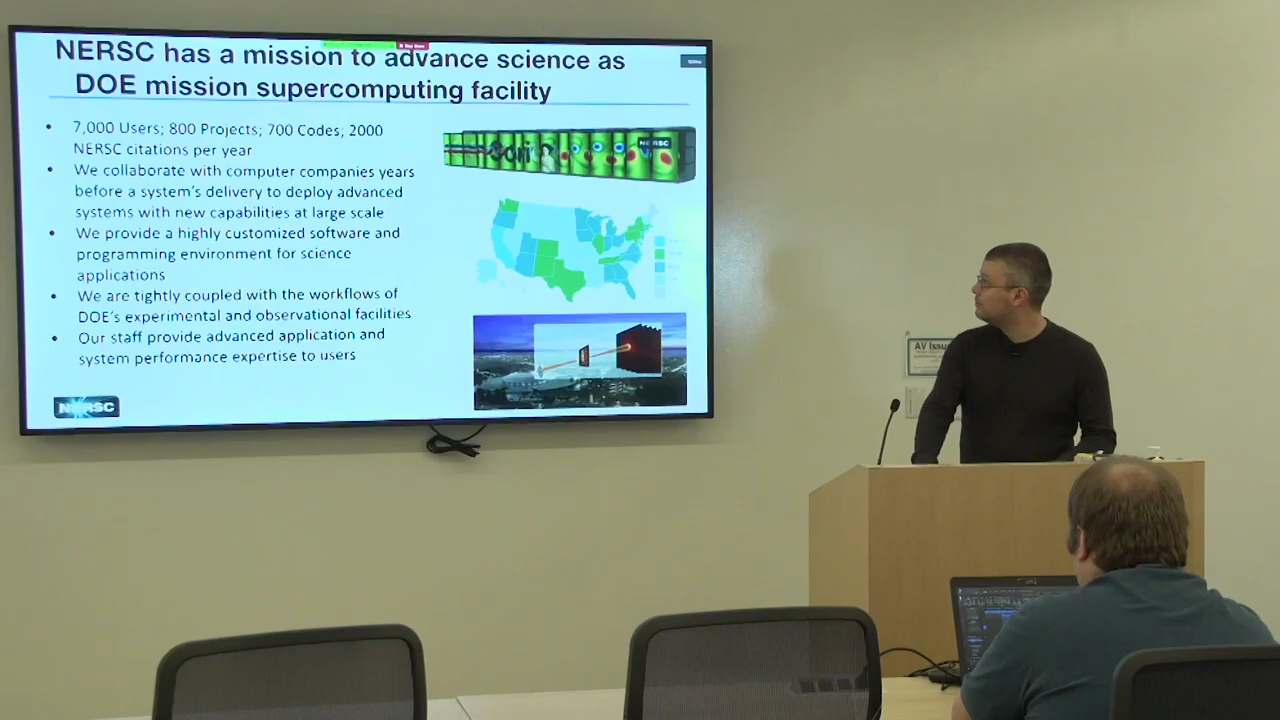 NERSC has a mission to advance science as
DOE mission supercomputing facility
• 7,000 Users; 800 Projects; 700 Codes; 2000
NERSC citations per year
• We collaborate with computer companies years
before a system's delivery to deploy advanced
systems with new capabilities at large scale
• We provide a highly customized software and
programming environment for science
applications
• We are tightly coupled with the workflows of
DOE's experimental and observational facilities
• Our staff provide advanced application and
system performance expertise to users
Cori
NERSC
NERSC
AV Issu